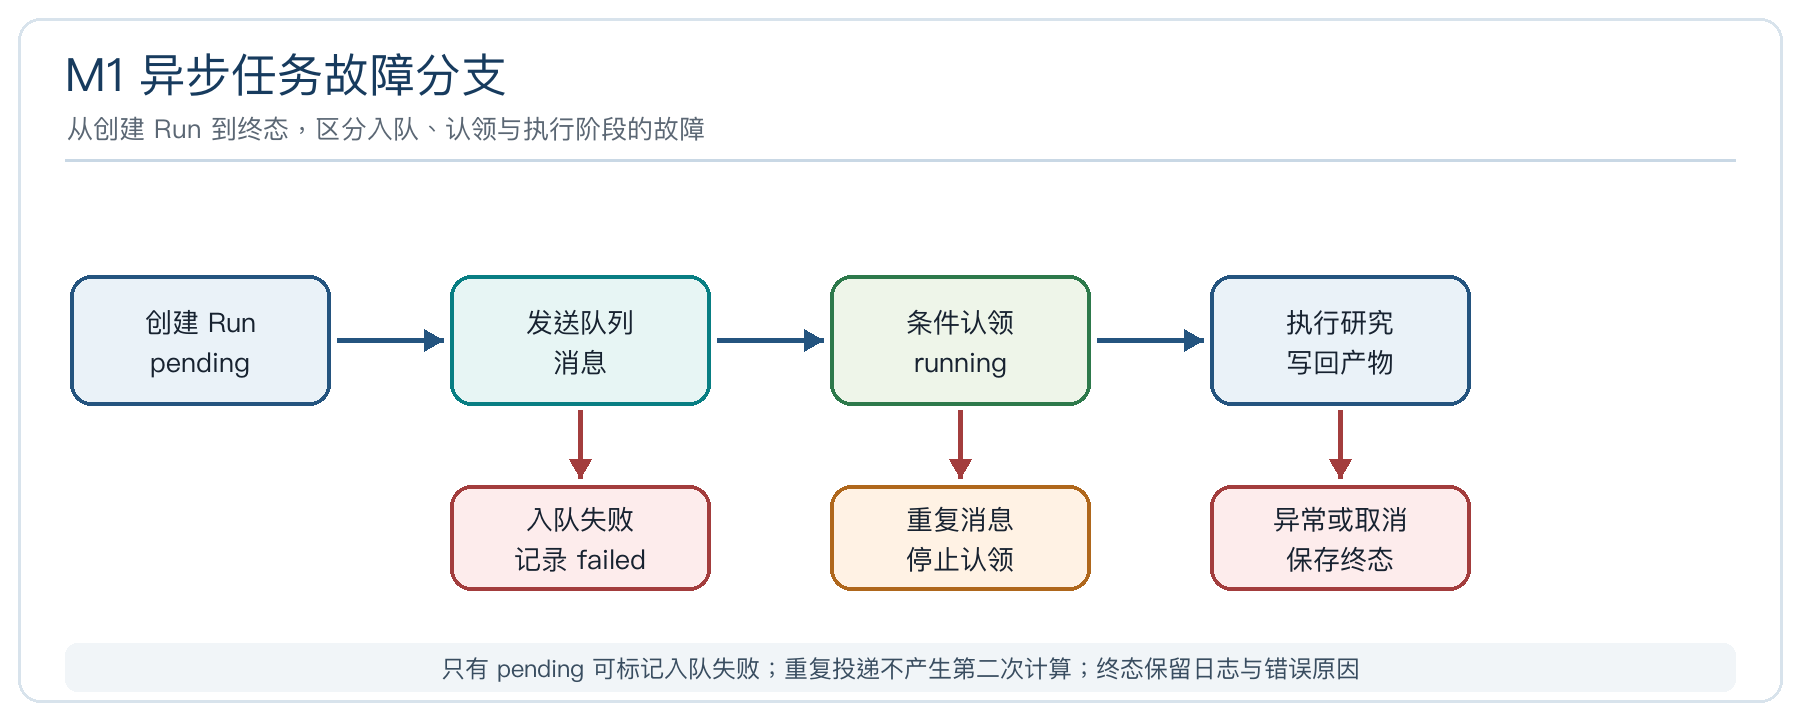 M1 异步任务故障分支
从创建 Run 到终态，区分入队、认领与执行阶段的故障
创建 Run
pending
发送队列
消息
条件认领
running
执行研究
写回产物
入队失败
记录 failed
重复消息
停止认领
异常或取消
保存终态
只有 pending 可标记入队失败；重复投递不产生第二次计算；终态保留日志与错误原因